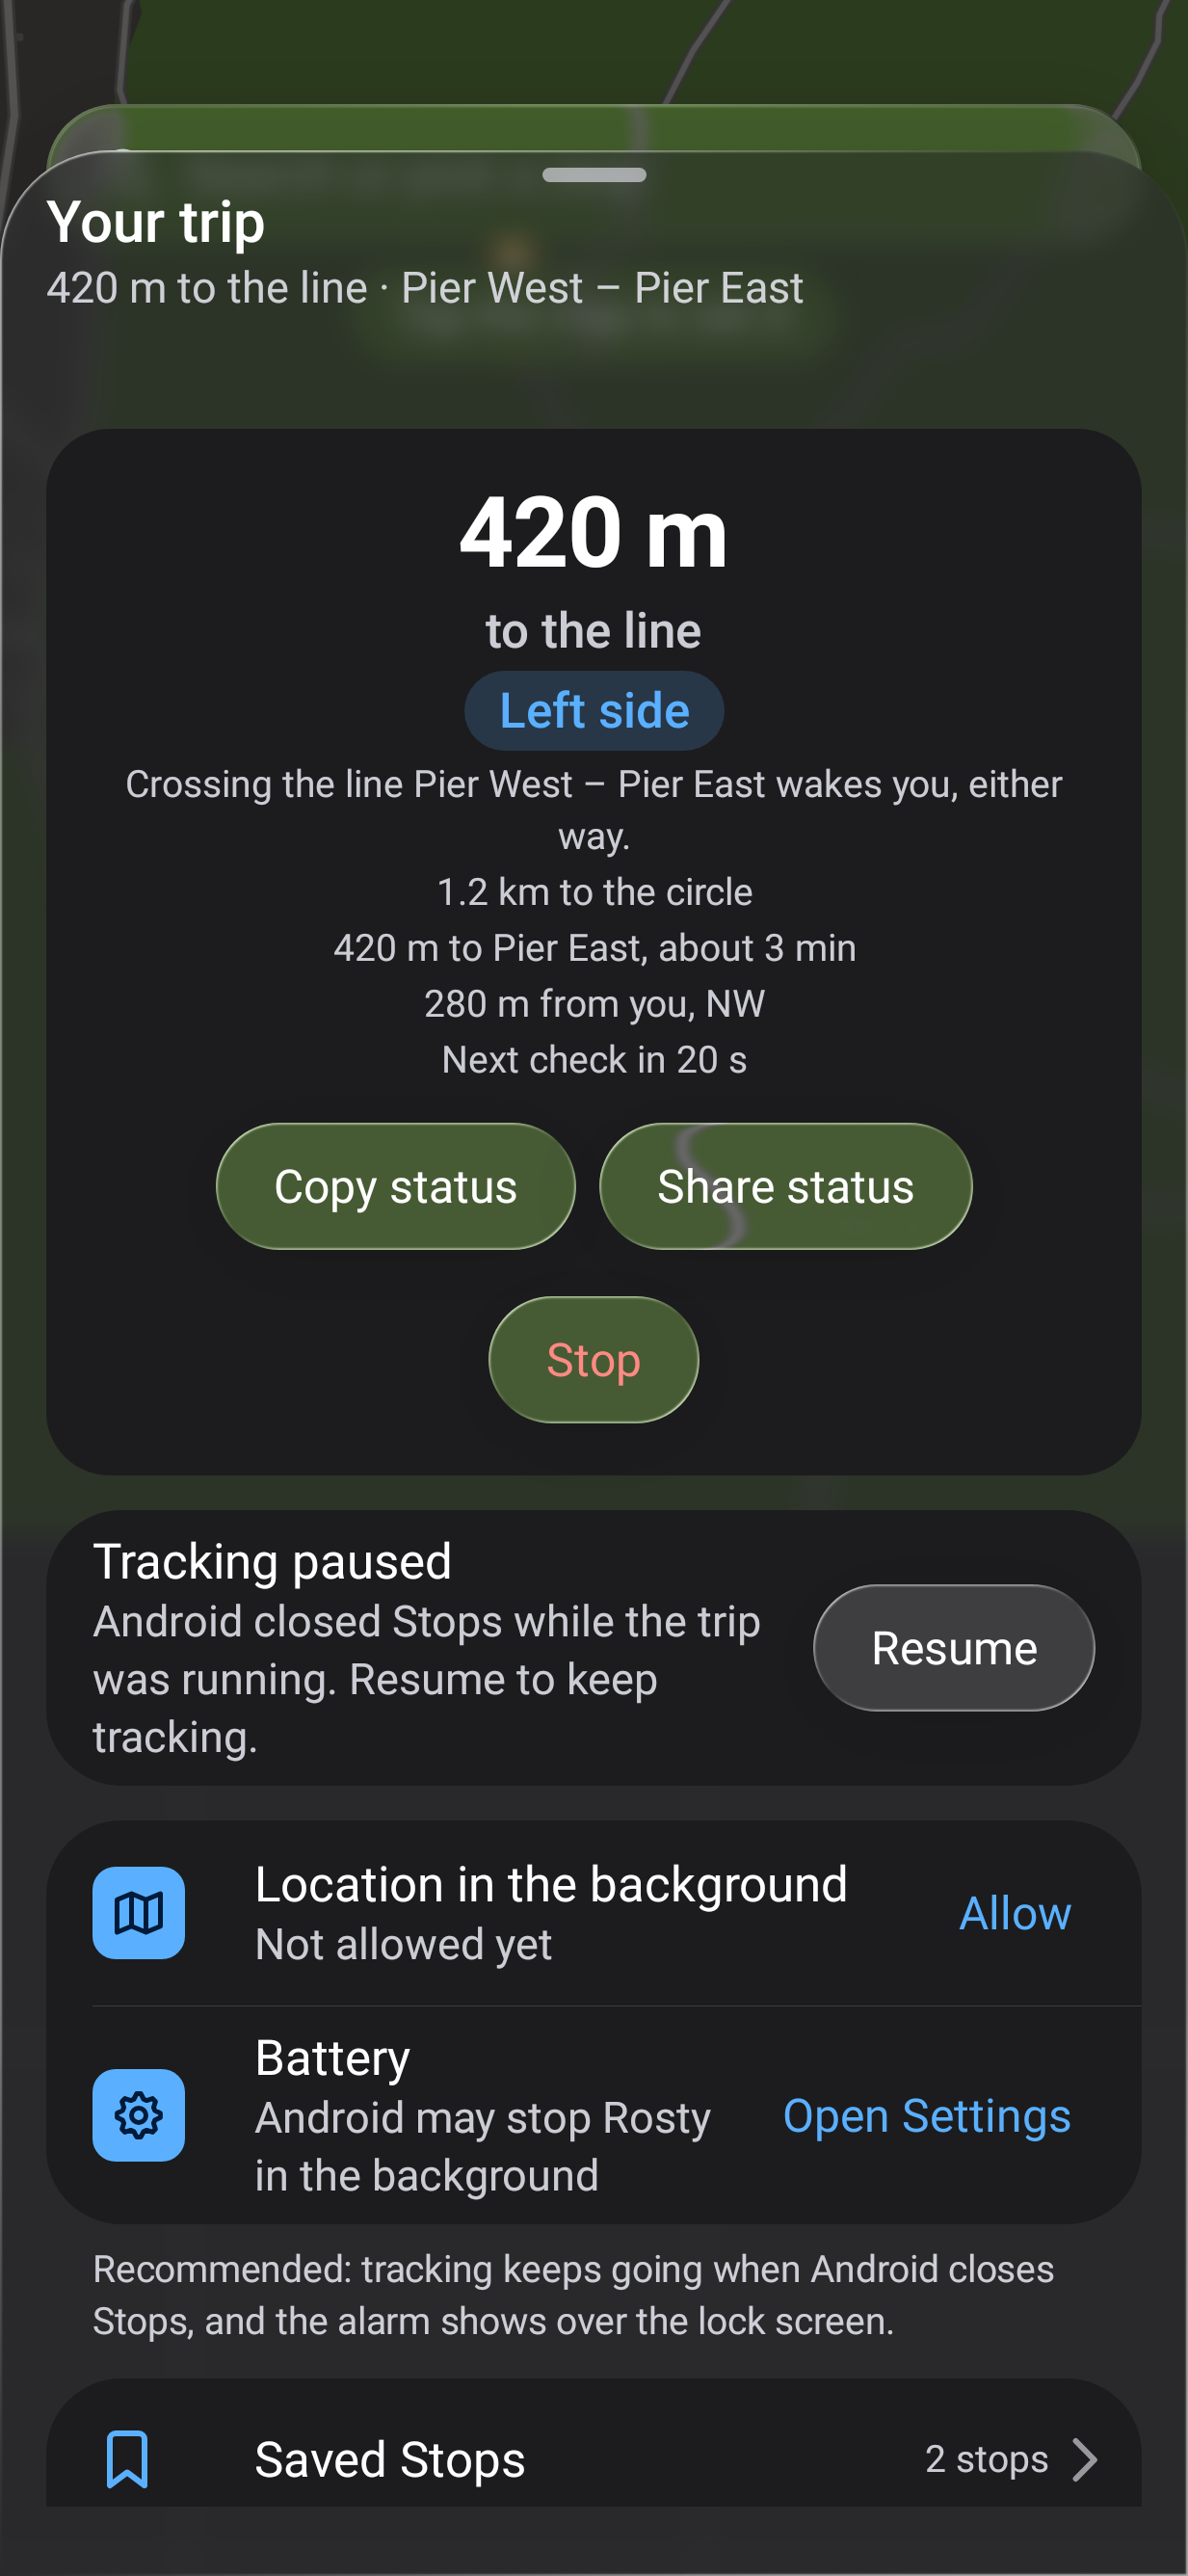 Your trip
420 m to the line · Pier West – Pier East
420 m
to the line
Left side
Crossing the line Pier West – Pier East wakes you, either
way.
1.2 km to the circle
420 m to Pier East, about 3 min
280 m from you, NW
Next check in 20 s
Copy status
Share status
Stop
Tracking paused
Android closed Stops while the trip
was running. Resume to keep
tracking.
Resume
Location in the background
Not allowed yet
Allow
Battery
Android may stop Rosty
in the background
Open Settings
Recommended: tracking keeps going when Android closes
Stops, and the alarm shows over the lock screen.
Saved Stops
2 stops